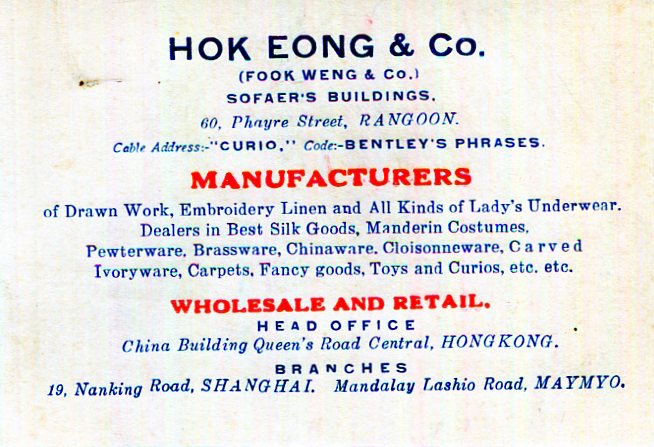 HOK EONG & Co.
(FOOK WENG & Co.)
SOFAER'S BUILDINGS.
60, Phayre Street, RANGOON.
Cable Address:-"CURIO," Code:-BENTLEY'S PHRASES.
MANUFACTURERS
of Drawn Work, Embroidery Linen and All Kinds of Lady's Underwear.
Dealers in Best Silk Goods, Manderin Costumes,
Pewterware, Brassware, Chinaware, Cloisonneware, Carved
Ivoryware, Carpets, Fancy goods, Toys and Curios, etc. etc.
WHOLESALE AND RETAIL.
HEAD OFFICE
China Building Queen's Road Central, HONGKONG.
BRANCHES
19, Nanking Road, SHANGHAI. Mandalay Lashio Road, MAYMYO.